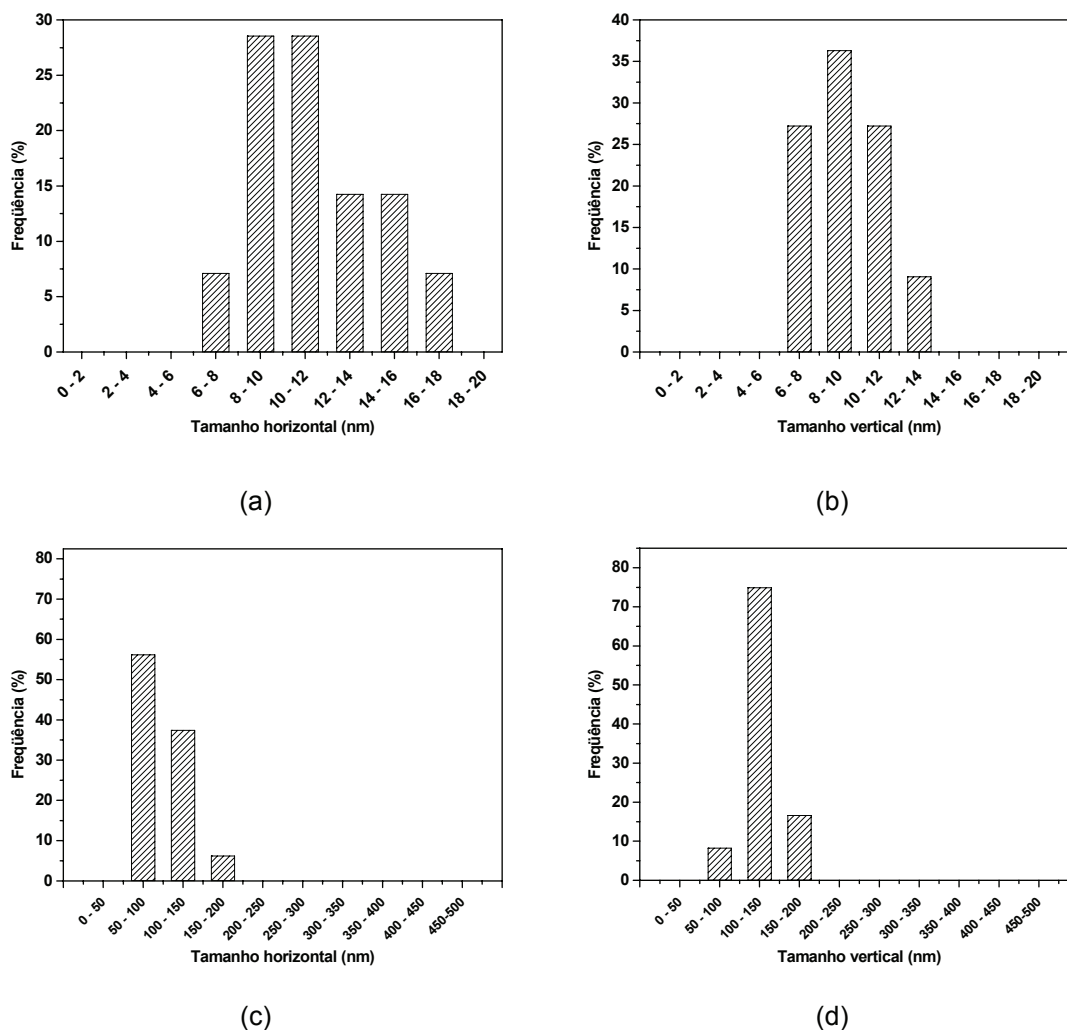 30
25
20
15
10
5
0
Freqüência (%)
0 - 2
2 - 4
4 - 6
6 - 8
8 - 10
10 - 12
12 - 14
14 - 16
16 - 18
18 - 20
Tamanho horizontal (nm)
(a)
40
35
30
25
20
15
10
5
0
Freqüência (%)
0 - 2
2 - 4
4 - 6
6 - 8
8 - 10
10 - 12
12 - 14
14 - 16
16 - 18
18 - 20
Tamanho vertical (nm)
(b)
80
70
60
50
40
30
20
10
0
Freqüência (%)
0 - 50
50 - 100
100 - 150
150 - 200
200 - 250
250 - 300
300 - 350
350 - 400
400 - 450
450-500
Tamanho horizontal (nm)
(c)
80
70
60
50
40
30
20
10
0
Freqüência (%)
0 - 50
50 - 100
100 - 150
150 - 200
200 - 250
250 - 300
300 - 350
350 - 400
400 - 450
450-500
Tamanho vertical (nm)
(d)